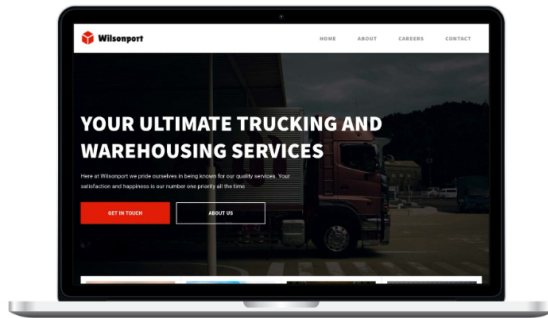 Wilsonport
HOME ABOUT CAREERS CONTACT
YOUR ULTIMATE TRUCKING AND
WAREHOUSING SERVICES
Here at Wilsonport we pride ourselves in being known for our quality services. Your
satisfaction and happiness is our number one priority all the time.
GET IN TOUCH
ABOUT US